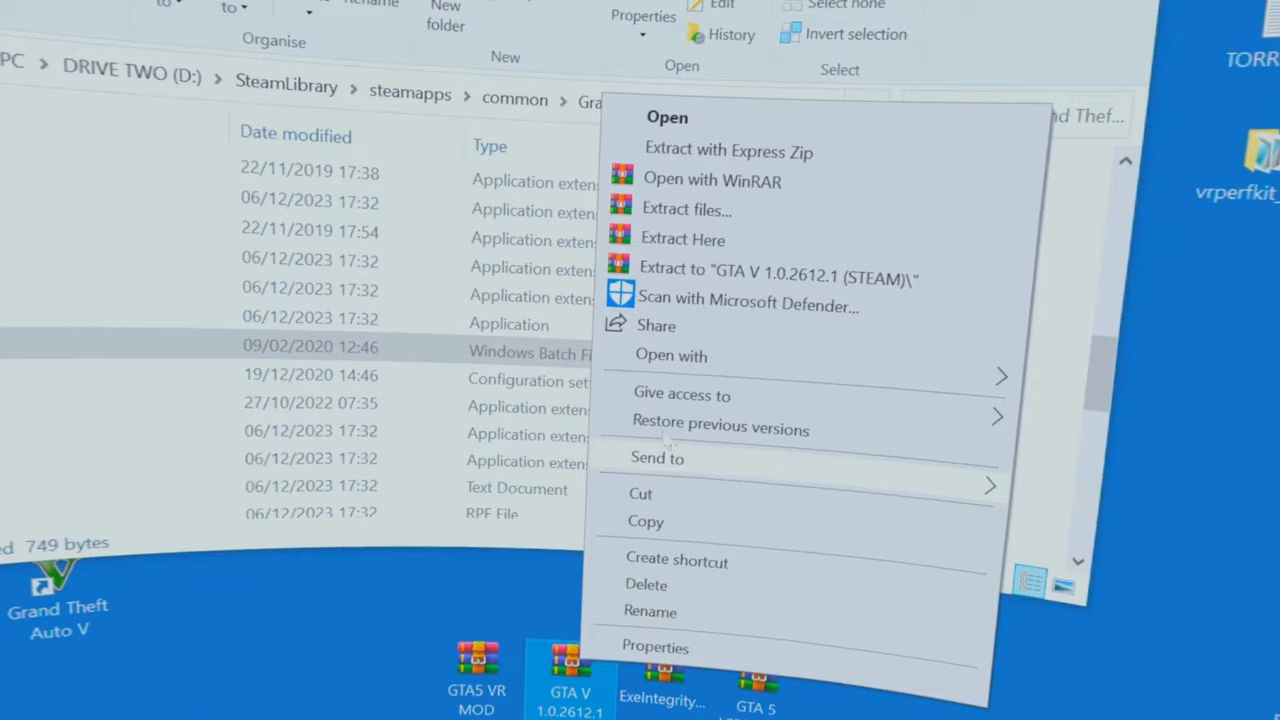 to
to
Rename
New
folder
Properties
Edit
History
Select none
Invert selection
Organise
New
Open
Select
PC > DRIVE TWO (D:) > SteamLibrary > steamapps > common > Gra
nd Thef...
Date modified
Type
22/11/2019 17:38
Application exten
06/12/2023 17:32
Application exten
22/11/2019 17:54
Application exten
06/12/2023 17:32
Application exten
06/12/2023 17:32
Application exten
06/12/2023 17:32
Application
09/02/2020 12:46
Windows Batch Fi
19/12/2020 14:46
Configuration set
27/10/2022 07:35
Application exten
06/12/2023 17:32
Application exten
06/12/2023 17:32
Application exten
06/12/2023 17:32
Text Document
06/12/2023 17:32
RPF File
ed 749 bytes
Open
Extract with Express Zip
Open with WinRAR
Extract files...
Extract Here
Extract to "GTA V 1.0.2612.1 (STEAM)\"
Scan with Microsoft Defender...
Share
Open with
Give access to
Restore previous versions
Send to
Cut
Copy
Create shortcut
Delete
Rename
Properties
TORR
vrperfkit_
Grand Theft
Auto V
GTA5 VR
MOD
GTA V
1.0.2612.1
ExeIntegrity...
GTA 5